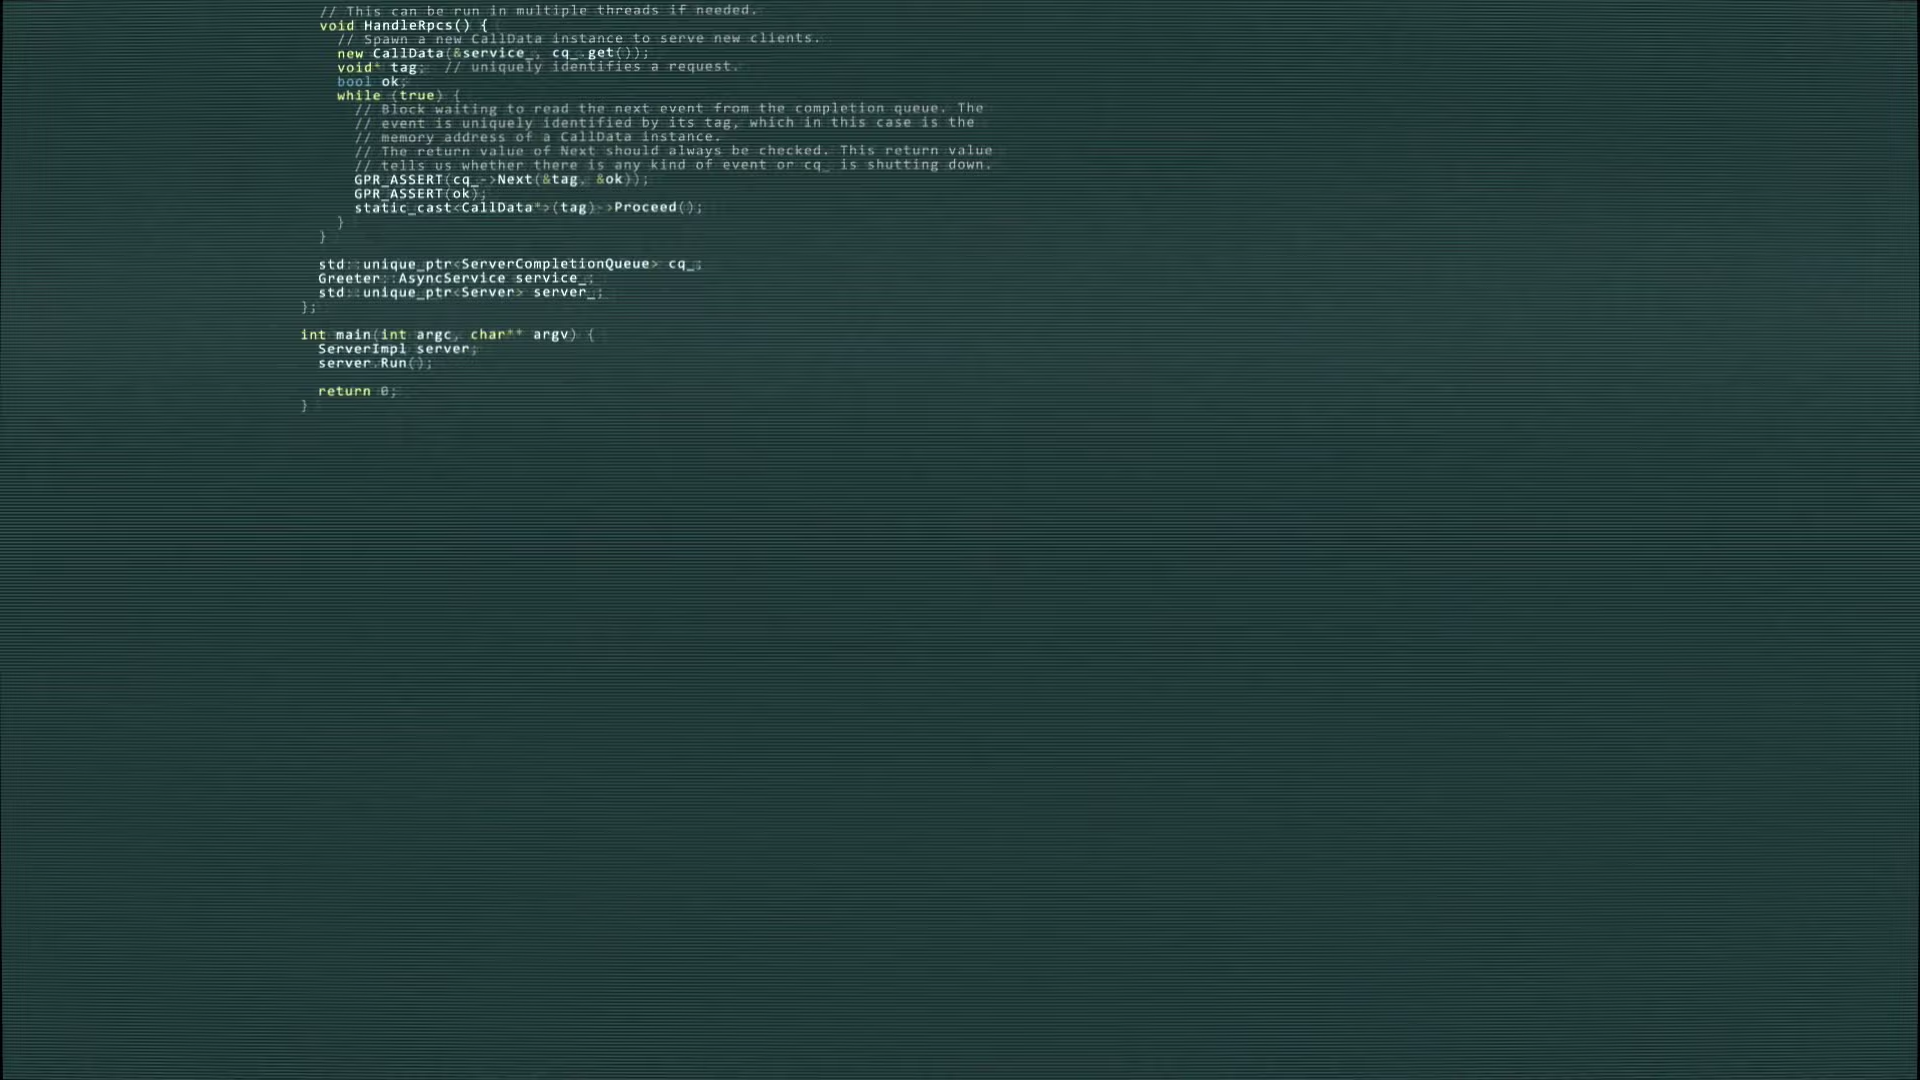 // This can be run in multiple threads if needed.
void HandleRpcs() {
// Spawn a new CallData instance to serve new clients.
new CallData(&service_, cq_.get());
void* tag;  // uniquely identifies a request.
bool ok;
while (true) {
// Block waiting to read the next event from the completion queue. The
// event is uniquely identified by its tag, which in this case is the
// memory address of a CallData instance.
// The return value of Next should always be checked. This return value
// tells us whether there is any kind of event or cq_ is shutting down.
GPR_ASSERT(cq_->Next(&tag, &ok));
GPR_ASSERT(ok);
static_cast<CallData*>(tag)->Proceed();
}
}
std::unique_ptr<ServerCompletionQueue> cq_;
Greeter::AsyncService service_;
std::unique_ptr<Server> server_;
};
int main(int argc, char** argv) {
ServerImpl server;
server.Run();
return 0;
}